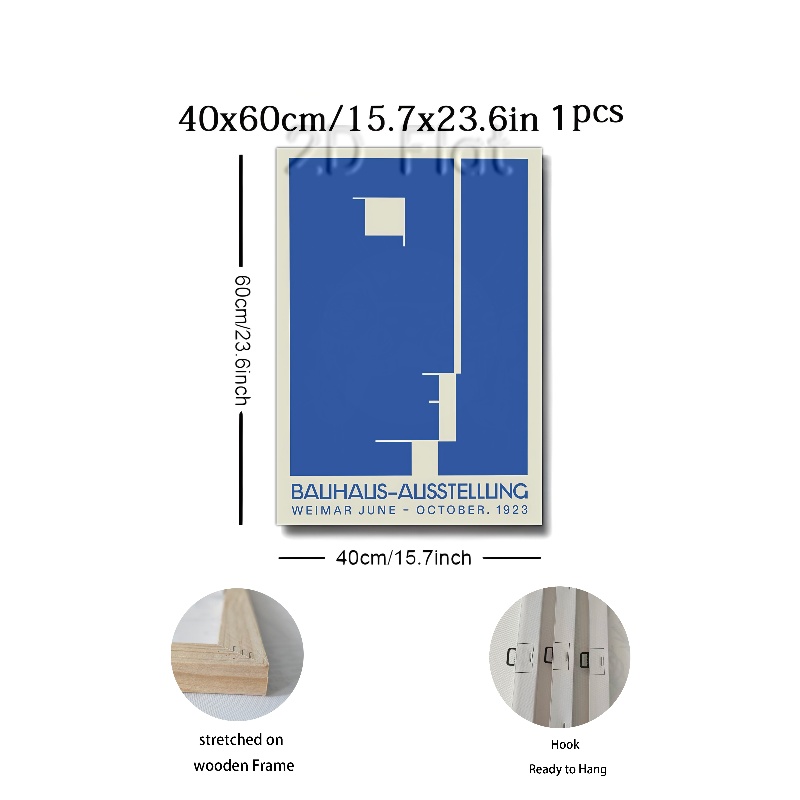 40x60cm/15.7x23.6in 1pcs
2D Flat
60cm/23.6inch
BAUHAUS-AUSSTELLUNG
WEIMAR JUNE - OCTOBER. 1923
40cm/15.7inch
stretched on
wooden Frame
Hook
Ready to Hang